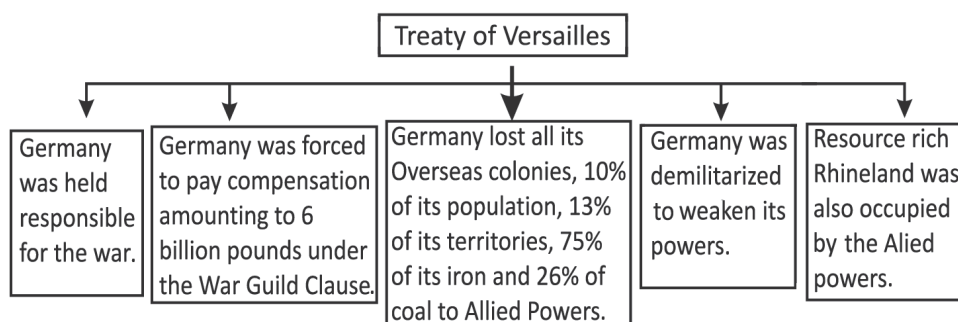 Treaty of Versailles
Germany
was held
responsible
for the war.
Germany was forced
to pay compensation
amounting to 6
billion pounds under
the War Guild Clause.
Germany lost all its
Overseas colonies, 10%
of its population, 13%
of its territories, 75%
of its iron and 26% of
coal to Allied Powers.
Germany was
demilitarized
to weaken its
powers.
Resource rich
Rhineland was
also occupied
by the Alied
powers.